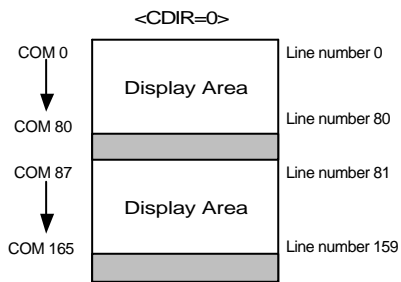 <CDIR=0>
COM 0
Line number 0
Display Area
COM 80
Line number 80
COM 87
Line number 81
Display Area
COM 165
Line number 159